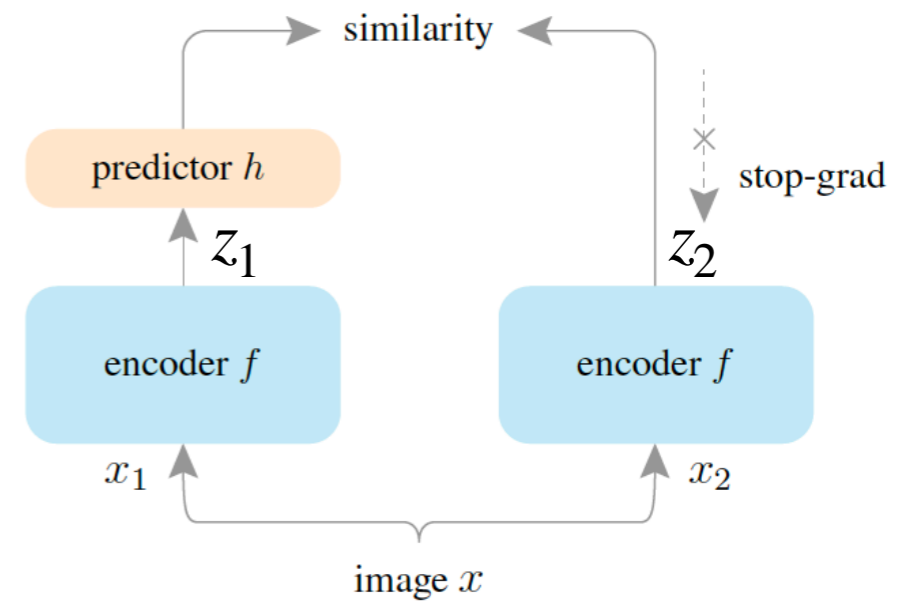 similarity
predictor h
stop-grad
z₁
z₂
encoder f
encoder f
x₁
x₂
image x